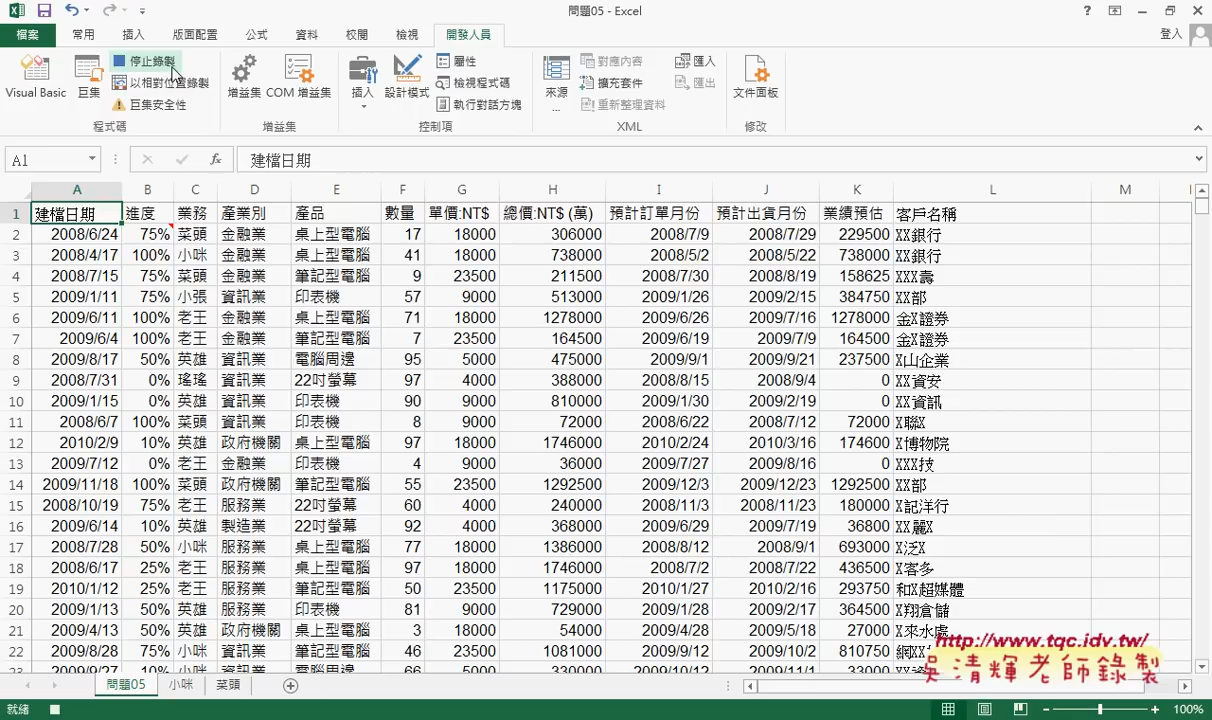 問題05 - Excel
檔案 常用 插入 版面配置 公式 資料 校閱 檢視 開發人員 登入
Visual Basic 巨集 停止錄製 以相對位置錄製 巨集安全性 增益集 COM 增益集 插入 設計模式 屬性 檢視程式碼 執行對話方塊 來源... 對應內容 擴充套件 重新整理資料 匯入 匯出 文件面板
程式碼 增益集 控制項 XML 修改
A1 fx 建檔日期
A B C D E F G H I J K L M
1 建檔日期 進度 業務 產業別 產品 數量 單價:NT$ 總價:NT$ (萬) 預計訂單月份 預計出貨月份 業績預估 客戶名稱
2 2008/6/24 75% 菜頭 金融業 桌上型電腦 17 18000 306000 2008/7/9 2008/7/29 229500 XX銀行
3 2008/4/17 100% 小咪 金融業 桌上型電腦 41 18000 738000 2008/5/2 2008/5/22 738000 XX銀行
4 2008/7/15 75% 菜頭 金融業 筆記型電腦 9 23500 211500 2008/7/30 2008/8/19 158625 XXX壽
5 2009/1/11 75% 小張 資訊業 印表機 57 9000 513000 2009/1/26 2009/2/15 384750 XX部
6 2009/6/11 100% 老王 金融業 桌上型電腦 71 18000 1278000 2009/6/26 2009/7/16 1278000 金X證券
7 2009/6/4 100% 老王 金融業 筆記型電腦 7 23500 164500 2009/6/19 2009/7/9 164500 金X證券
8 2009/8/17 50% 英雄 資訊業 電腦周邊 95 5000 475000 2009/9/1 2009/9/21 237500 X山企業
9 2008/7/31 0% 瑤瑤 資訊業 22吋螢幕 97 4000 388000 2008/8/15 2008/9/4 0 XX資安
10 2009/1/15 0% 英雄 資訊業 印表機 90 9000 810000 2009/1/30 2009/2/19 0 XX資訊
11 2008/6/7 100% 菜頭 資訊業 印表機 8 9000 72000 2008/6/22 2008/7/12 72000 X聯X
12 2010/2/9 10% 英雄 政府機關 桌上型電腦 97 18000 1746000 2010/2/24 2010/3/16 174600 X博物院
13 2009/7/12 0% 老王 金融業 印表機 4 9000 36000 2009/7/27 2009/8/16 0 XXX技
14 2009/11/18 100% 菜頭 政府機關 筆記型電腦 55 23500 1292500 2009/12/3 2009/12/23 1292500 XX部
15 2008/10/19 75% 老王 服務業 22吋螢幕 60 4000 240000 2008/11/3 2008/11/23 180000 X記洋行
16 2009/6/14 10% 英雄 製造業 22吋螢幕 92 4000 368000 2009/6/29 2009/7/19 36800 XX麗X
17 2008/7/28 50% 小咪 服務業 桌上型電腦 77 18000 1386000 2008/8/12 2008/9/1 693000 X泛X
18 2008/6/17 25% 老王 服務業 桌上型電腦 97 18000 1746000 2008/7/2 2008/7/22 436500 X客多
19 2010/1/12 25% 老王 服務業 筆記型電腦 50 23500 1175000 2010/1/27 2010/2/16 293750 和X超媒體
20 2009/1/13 50% 英雄 服務業 印表機 81 9000 729000 2009/1/28 2009/2/17 364500 X翔倉儲
21 2009/4/13 50% 英雄 政府機關 桌上型電腦 3 18000 54000 2009/4/28 2009/5/18 27000 X來水處
22 2009/8/28 75% 小咪 資訊業 筆記型電腦 46 23500 1081000 2009/9/12 2009/10/2 810750
23 2009/9/27 10% 小咪 資訊業 電腦周邊 66 5000 330000 2009/10/12 2009/11/1 33000
http://www.tqc.idv.tw/
吳清輝老師錄製
問題05 小咪 菜頭
就緒 100%